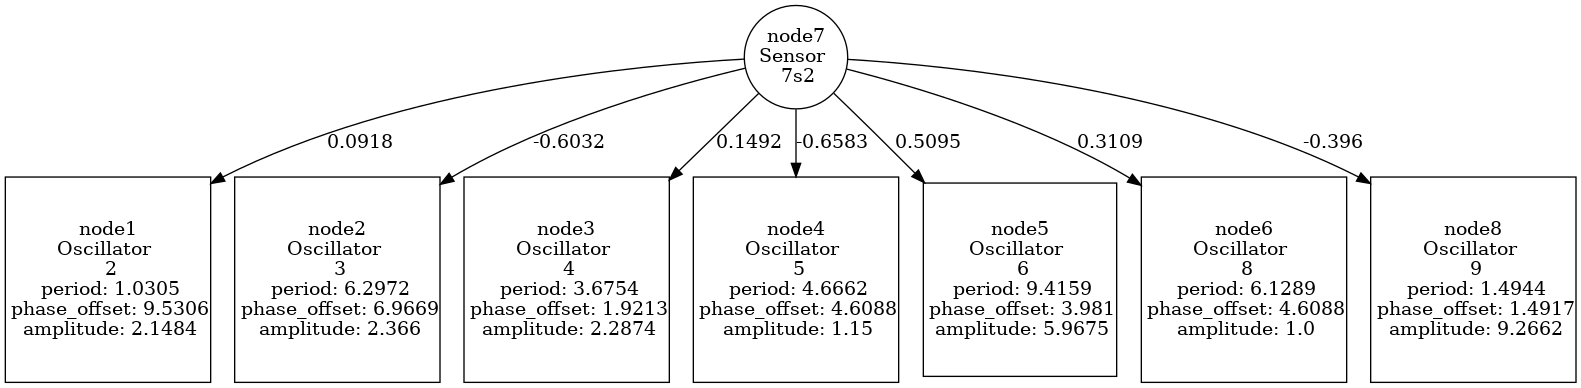 node7
Sensor
7s2
0.0918
-0.6032
0.1492
-0.6583
0.5095
0.3109
-0.396
node1
Oscillator
2
period: 1.0305
phase_offset: 9.5306
amplitude: 2.1484
node2
Oscillator
3
period: 6.2972
phase_offset: 6.9669
amplitude: 2.366
node3
Oscillator
4
period: 3.6754
phase_offset: 1.9213
amplitude: 2.2874
node4
Oscillator
5
period: 4.6662
phase_offset: 4.6088
amplitude: 1.15
node5
Oscillator
6
period: 9.4159
phase_offset: 3.981
amplitude: 5.9675
node6
Oscillator
8
period: 6.1289
phase_offset: 4.6088
amplitude: 1.0
node8
Oscillator
9
period: 1.4944
phase_offset: 1.4917
amplitude: 9.2662